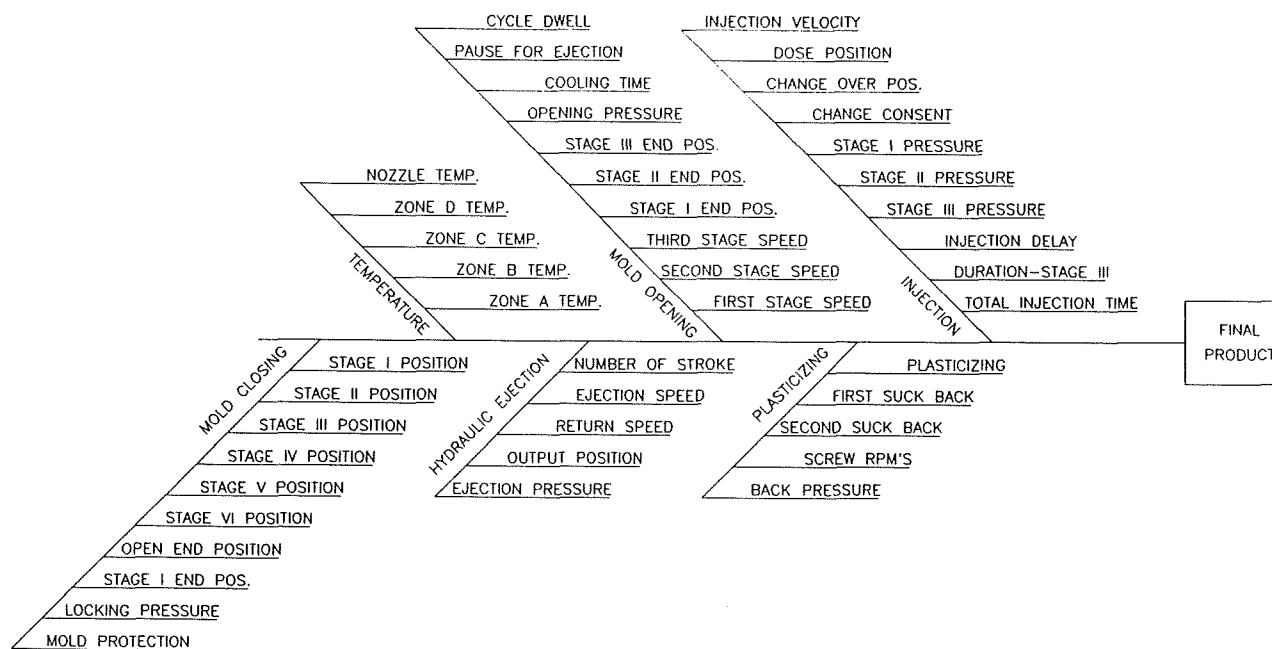 CYCLE DWELL
PAUSE FOR EJECTION
COOLING TIME
OPENING PRESSURE
STAGE III END POS.
STAGE II END POS.
STAGE I END POS.
THIRD STAGE SPEED
SECOND STAGE SPEED
FIRST STAGE SPEED
MOLD OPENING
INJECTION VELOCITY
DOSE POSITION
CHANGE OVER POS.
CHANGE CONSENT
STAGE I PRESSURE
STAGE II PRESSURE
STAGE III PRESSURE
INJECTION DELAY
DURATION-STAGE III
TOTAL INJECTION TIME
INJECTION
NOZZLE TEMP.
ZONE D TEMP.
ZONE C TEMP.
ZONE B TEMP.
ZONE A TEMP.
TEMPERATURE
FINAL
PRODUCT
MOLD CLOSING
STAGE I POSITION
STAGE II POSITION
STAGE III POSITION
STAGE IV POSITION
STAGE V POSITION
STAGE VI POSITION
OPEN END POSITION
STAGE I END POS.
LOCKING PRESSURE
MOLD PROTECTION
HYDRAULIC EJECTION
NUMBER OF STROKE
EJECTION SPEED
RETURN SPEED
OUTPUT POSITION
EJECTION PRESSURE
PLASTICIZING
PLASTICIZING
FIRST SUCK BACK
SECOND SUCK BACK
SCREW RPM'S
BACK PRESSURE